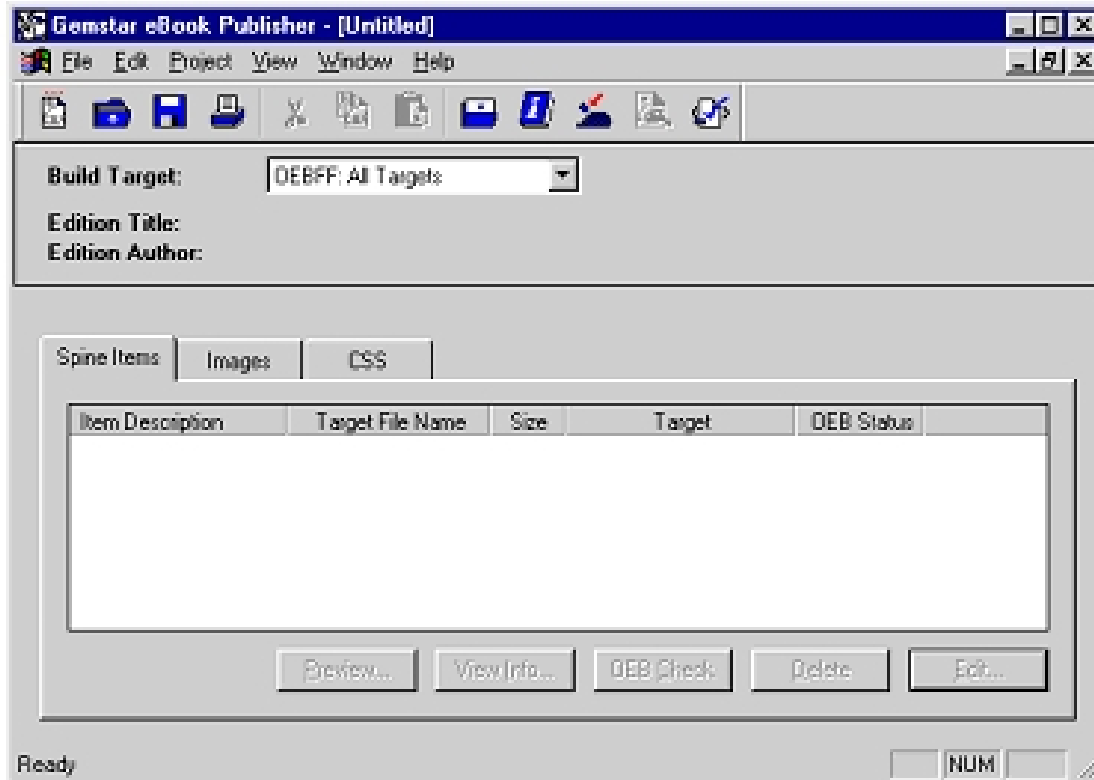 Gemstar eBook Publisher - [Untitled]
File Edit Project View Window Help
Build Target: OEBFF: All Targets
Edition Title:
Edition Author:
Spine Items Images CSS
Item Description Target File Name Size Target OEB Status
Preview... View Info... OEB Check Delete Edit...
Ready NUM